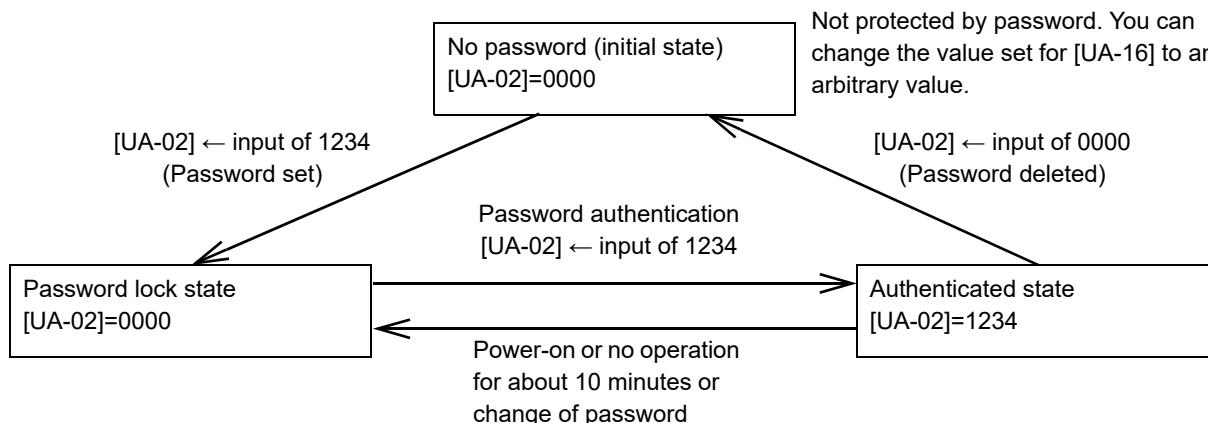 Not protected by password. You can
change the value set for [UA-16] to
arbitrary value.
No password (initial state)
[UA-02]=0000
[UA-02] ← input of 1234
(Password set)
[UA-02] ← input of 0000
(Password deleted)
Password authentication
[UA-02] ← input of 1234
Password lock state
[UA-02]=0000
Authenticated state
[UA-02]=1234
Power-on or no operation
for about 10 minutes or
change of password